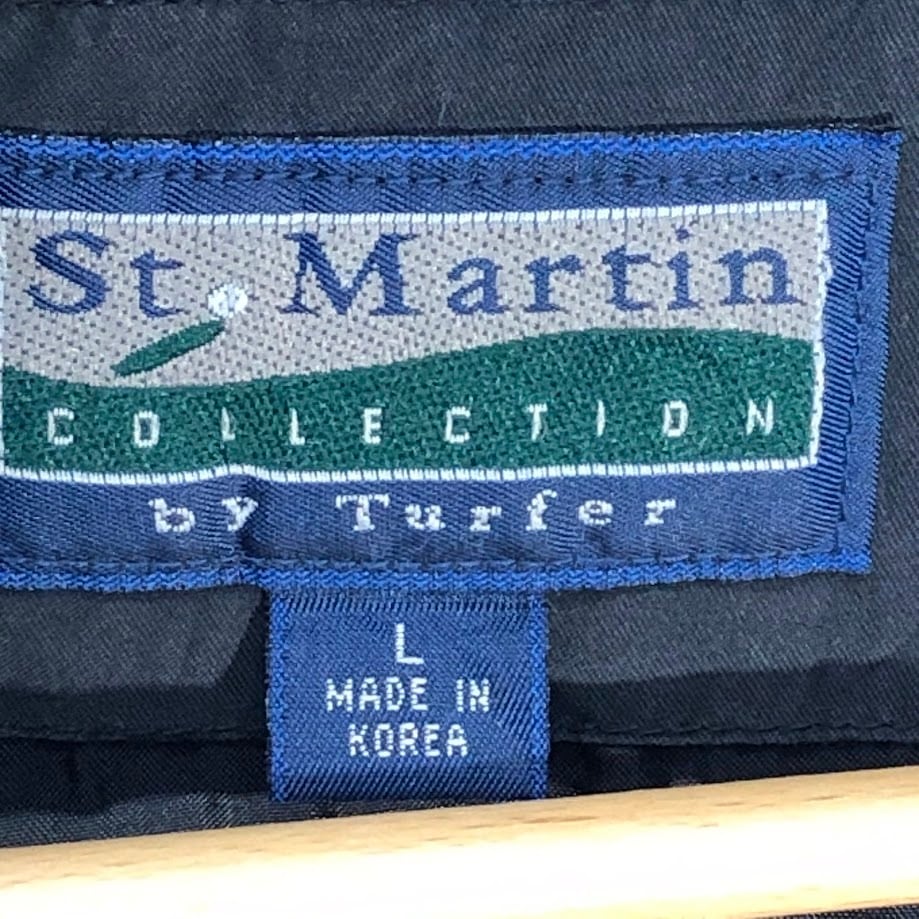 St. Martin
COLLECTION
by Turfer
L
MADE IN
KOREA